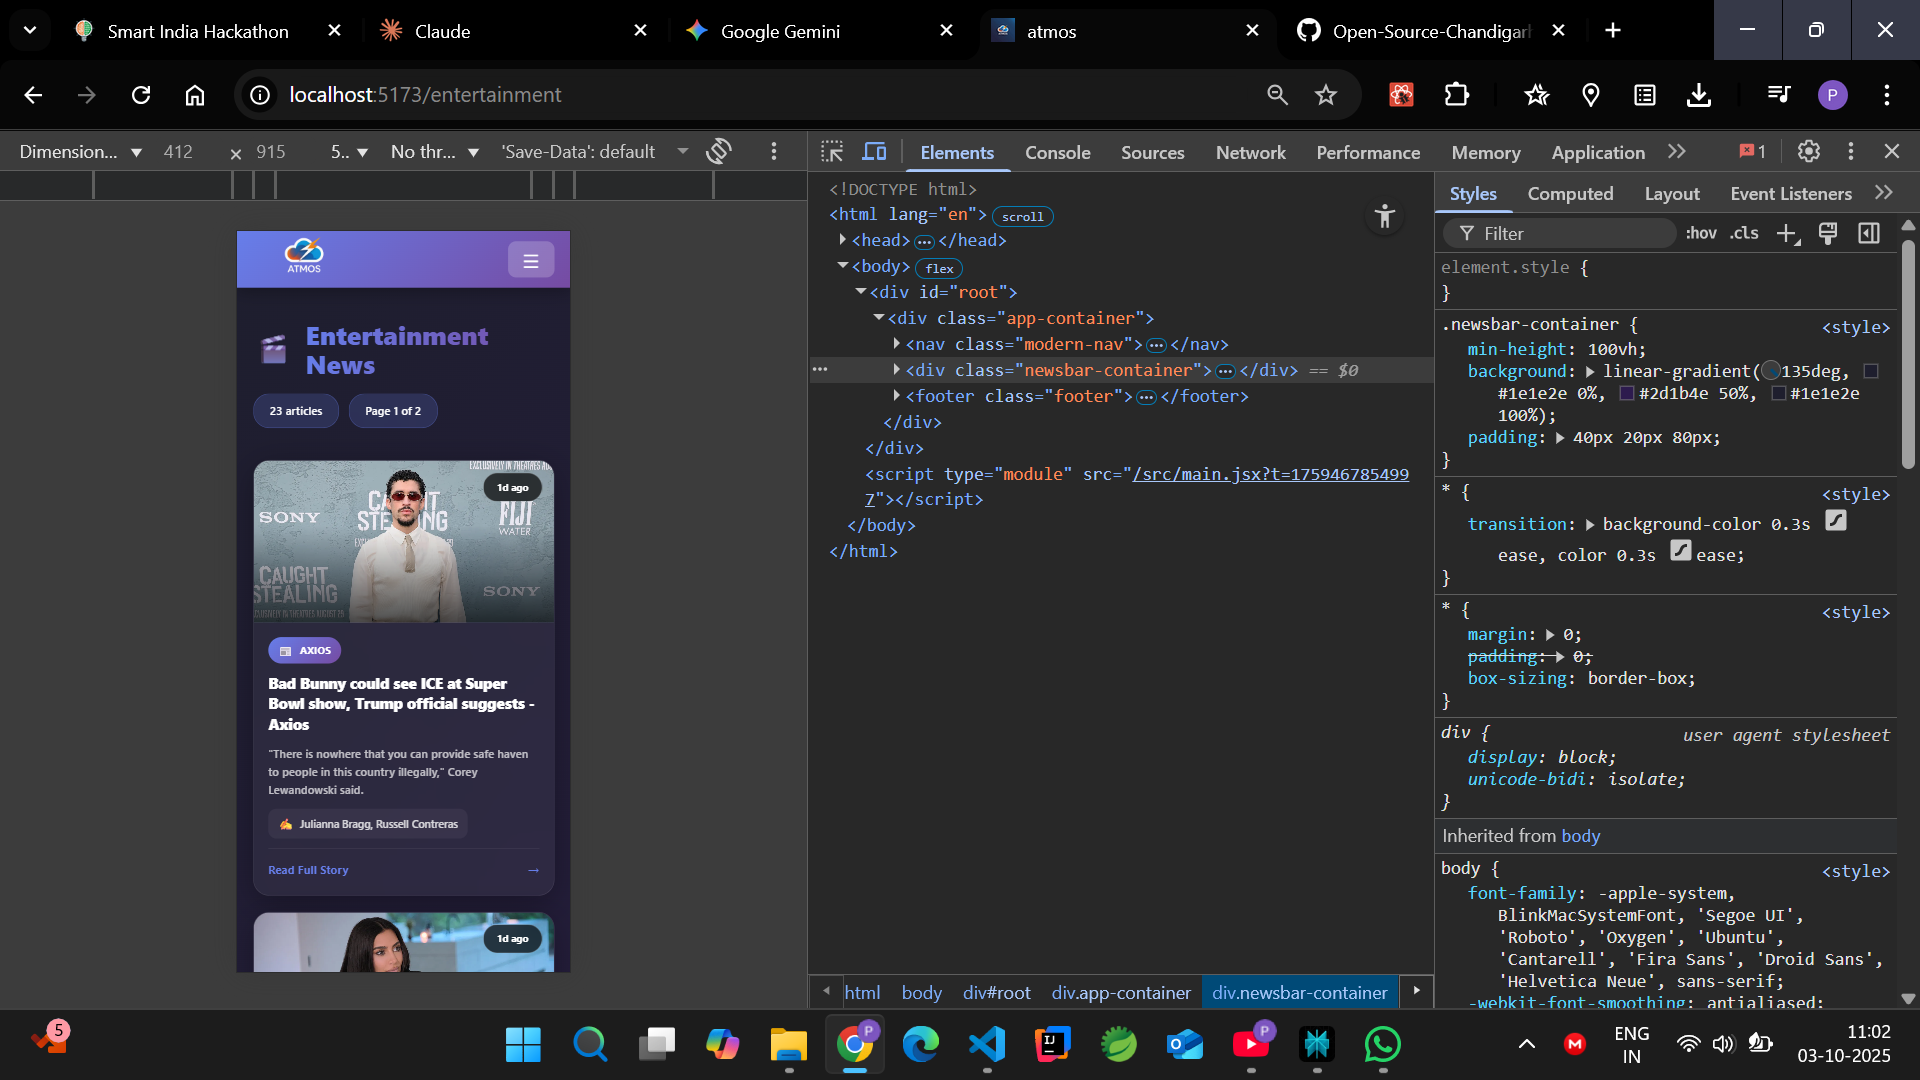 Smart India Hackathon
Claude
Google Gemini
atmos
Open-Source-Chandigarh
localhost:5173/entertainment
P
Dimension... 412 × 915 5.. No thr... 'Save-Data': default
Elements Console Sources Network Performance Memory Application 1
ATMOS
Entertainment
News
23 articles
Page 1 of 2
EXCLUSIVELY IN THEATRES AUG
1d ago
SONY
CAUGHT
STEALING
FIJI
WATER
CAUGHT
STEALING
SONY
AXIOS
Bad Bunny could see ICE at Super
Bowl show, Trump official suggests -
Axios
"There is nowhere that you can provide safe haven
to people in this country illegally," Corey
Lewandowski said.
Julianna Bragg, Russell Contreras
Read Full Story →
1d ago
<!DOCTYPE html>
<html lang="en"> scroll
<head> ... </head>
<body> flex
<div id="root">
<div class="app-container">
<nav class="modern-nav"> ... </nav>
<div class="newsbar-container"> ... </div> == $0
<footer class="footer"> ... </footer>
</div>
</div>
<script type="module" src="/src/main.jsx?t=175946785499
7"></script>
</body>
</html>
html body div#root div.app-container div.newsbar-container
Styles Computed Layout Event Listeners
Filter :hov .cls
element.style {
}
.newsbar-container { <style>
min-height: 100vh;
background: linear-gradient(135deg,
#1e1e2e 0%, #2d1b4e 50%, #1e1e2e
100%);
padding: 40px 20px 80px;
}
* { <style>
transition: background-color 0.3s
ease, color 0.3s ease;
}
* { <style>
margin: 0;
padding: 0;
box-sizing: border-box;
}
div { user agent stylesheet
display: block;
unicode-bidi: isolate;
}
Inherited from body
body { <style>
font-family: -apple-system,
BlinkMacSystemFont, 'Segoe UI',
'Roboto', 'Oxygen', 'Ubuntu',
'Cantarell', 'Fira Sans', 'Droid Sans',
'Helvetica Neue', sans-serif;
-webkit-font-smoothing: antialiased;
5
P
P
ENG
IN
11:02
03-10-2025